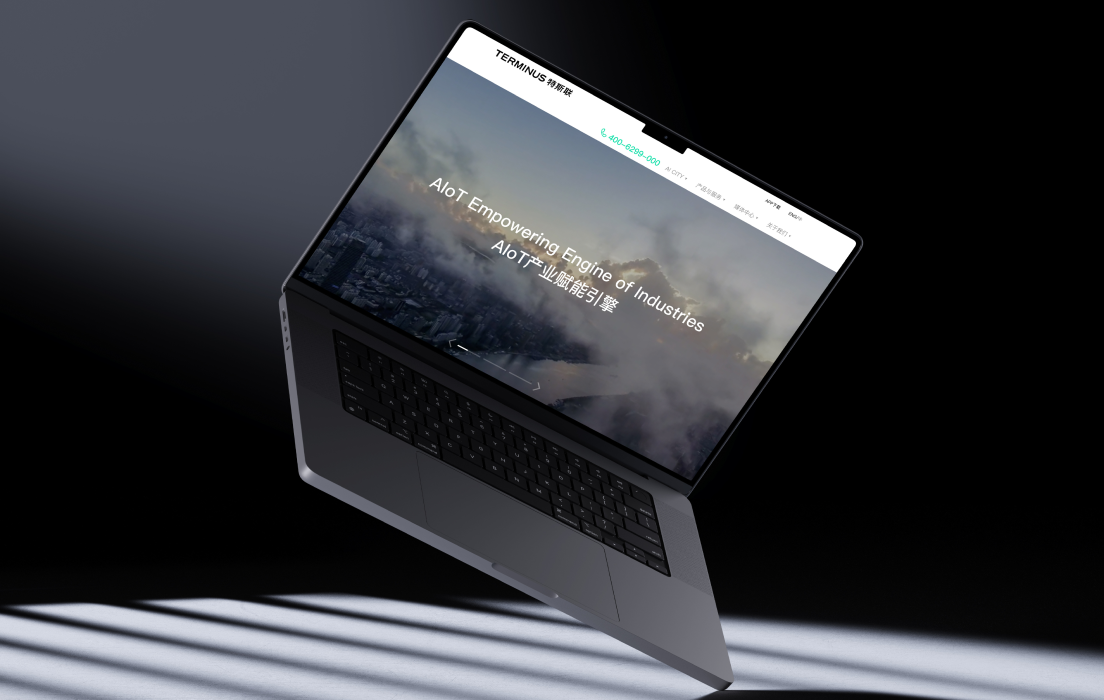 TERMINUS 特斯联
400-6299-000
AI CITY
产品与服务
媒体中心
关于我们
APP下载
AIoT Empowering Engine of Industries
AIoT产业赋能引擎